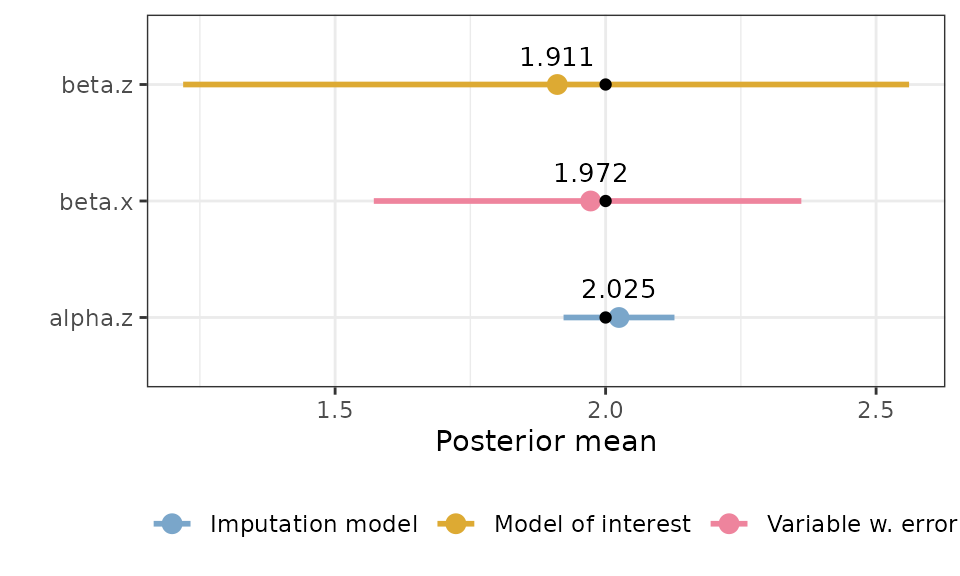 1.911
beta.z
1.972
beta.x
2.025
alpha.z
1.5 2.0 2.5
Posterior mean
Imputation model Model of interest Variable w. error